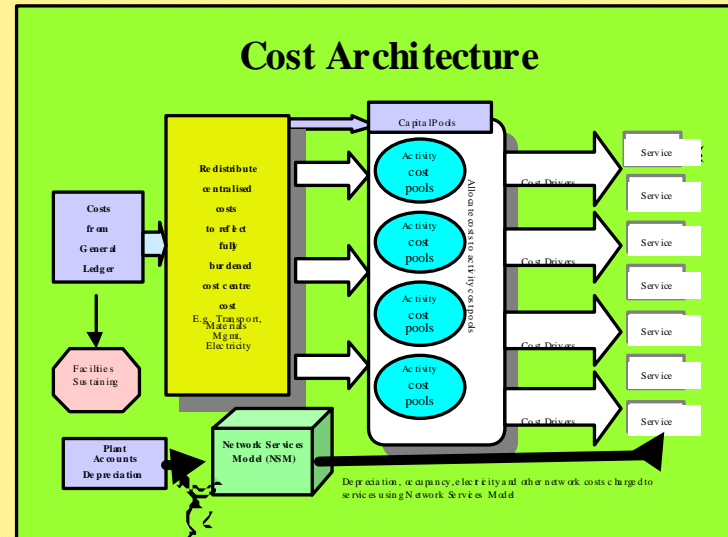 Cost Architecture
Capital Pools
Redistribute
centralised
costs
to reflect
fully
burdened
cost centre
cost
E.g. Transport,
Materials
Mgmt,
Electricity
Costs
from
General
Ledger
Facilties
Sustaining
Activity
cost
pools
Activity
cost
pools
Activity
cost
pools
Activity
cost
pools
Allocate costs to activity cost pools
Cost Drivers
Cost Drivers
Cost Drivers
Cost Drivers
Service
Service
Service
Service
Service
Service
Service
Plant
Accounts
Depreciation
Network Services
Model (NSM)
Depreciation, occupancy, electricity and other network costs charged to
services using Network Services Model